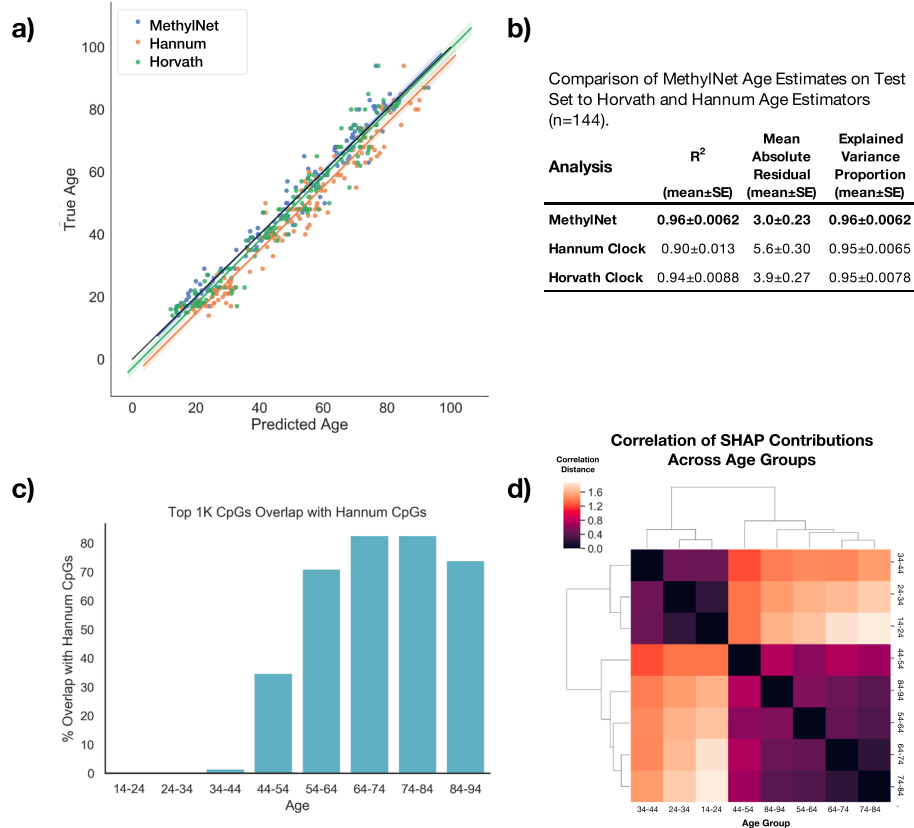 a)
MethylNet
Hannum
Horvath
100
80
60
40
20
0
True Age
0 20 40 60 80 100
Predicted Age
b)
Comparison of MethylNet Age Estimates on Test
Set to Horvath and Hannum Age Estimators
(n=144).
Analysis R² (mean±SE) Mean Absolute Residual (mean±SE) Explained Variance Proportion (mean±SE)
MethylNet 0.96±0.0062 3.0±0.23 0.96±0.0062
Hannum Clock 0.90±0.013 5.6±0.30 0.95±0.0065
Horvath Clock 0.94±0.0088 3.9±0.27 0.95±0.0078
c)
Top 1K CpGs Overlap with Hannum CpGs
% Overlap with Hannum CpGs
80
70
60
50
40
30
20
10
0
14-24 24-34 34-44 44-54 54-64 64-74 74-84 84-94
Age
d)
Correlation of SHAP Contributions
Across Age Groups
Correlation
Distance
1.6
1.2
0.8
0.4
0.0
34-44
24-34
14-24
44-54
84-94
54-64
64-74
74-84
34-44 24-34 14-24 44-54 84-94 54-64 64-74 74-84
Age Group